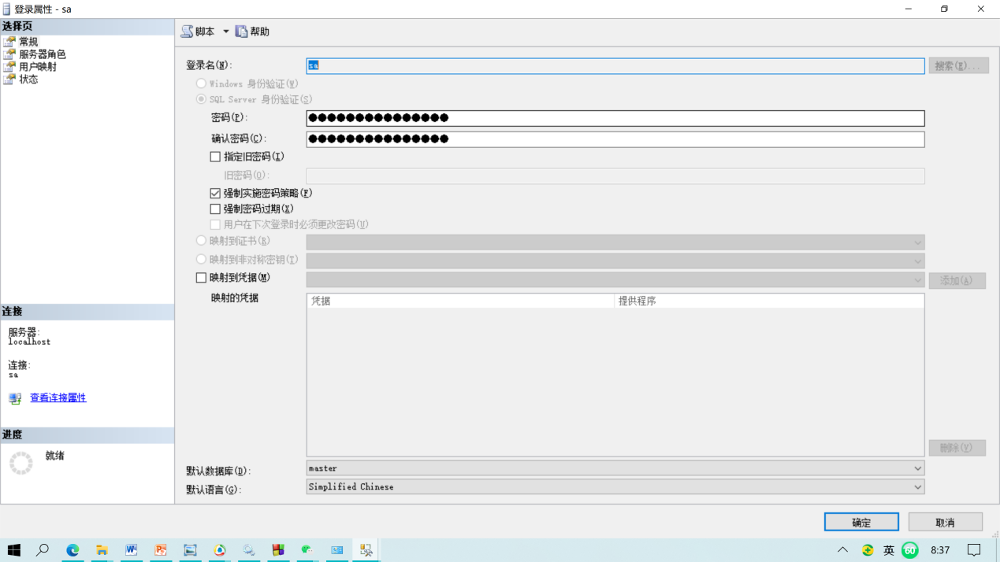 登录属性 - sa
选择页
常规
服务器角色
用户映射
状态
脚本
帮助
登录名(N):
sa
搜索(E)...
Windows 身份验证(W)
SQL Server 身份验证(S)
密码(P):
●●●●●●●●●●●●●●●
确认密码(C):
●●●●●●●●●●●●●●●
指定旧密码(I)
旧密码(O):
强制实施密码策略(F)
强制密码过期(X)
用户在下次登录时必须更改密码(U)
映射到证书(R)
映射到非对称密钥(T)
映射到凭据(M)
添加(A)
映射的凭据
凭据
提供程序
删除(V)
默认数据库(D):
master
默认语言(G):
Simplified Chinese
连接
服务器:
localhost
连接:
sa
查看连接属性
进度
就绪
确定
取消
英
60
8:37